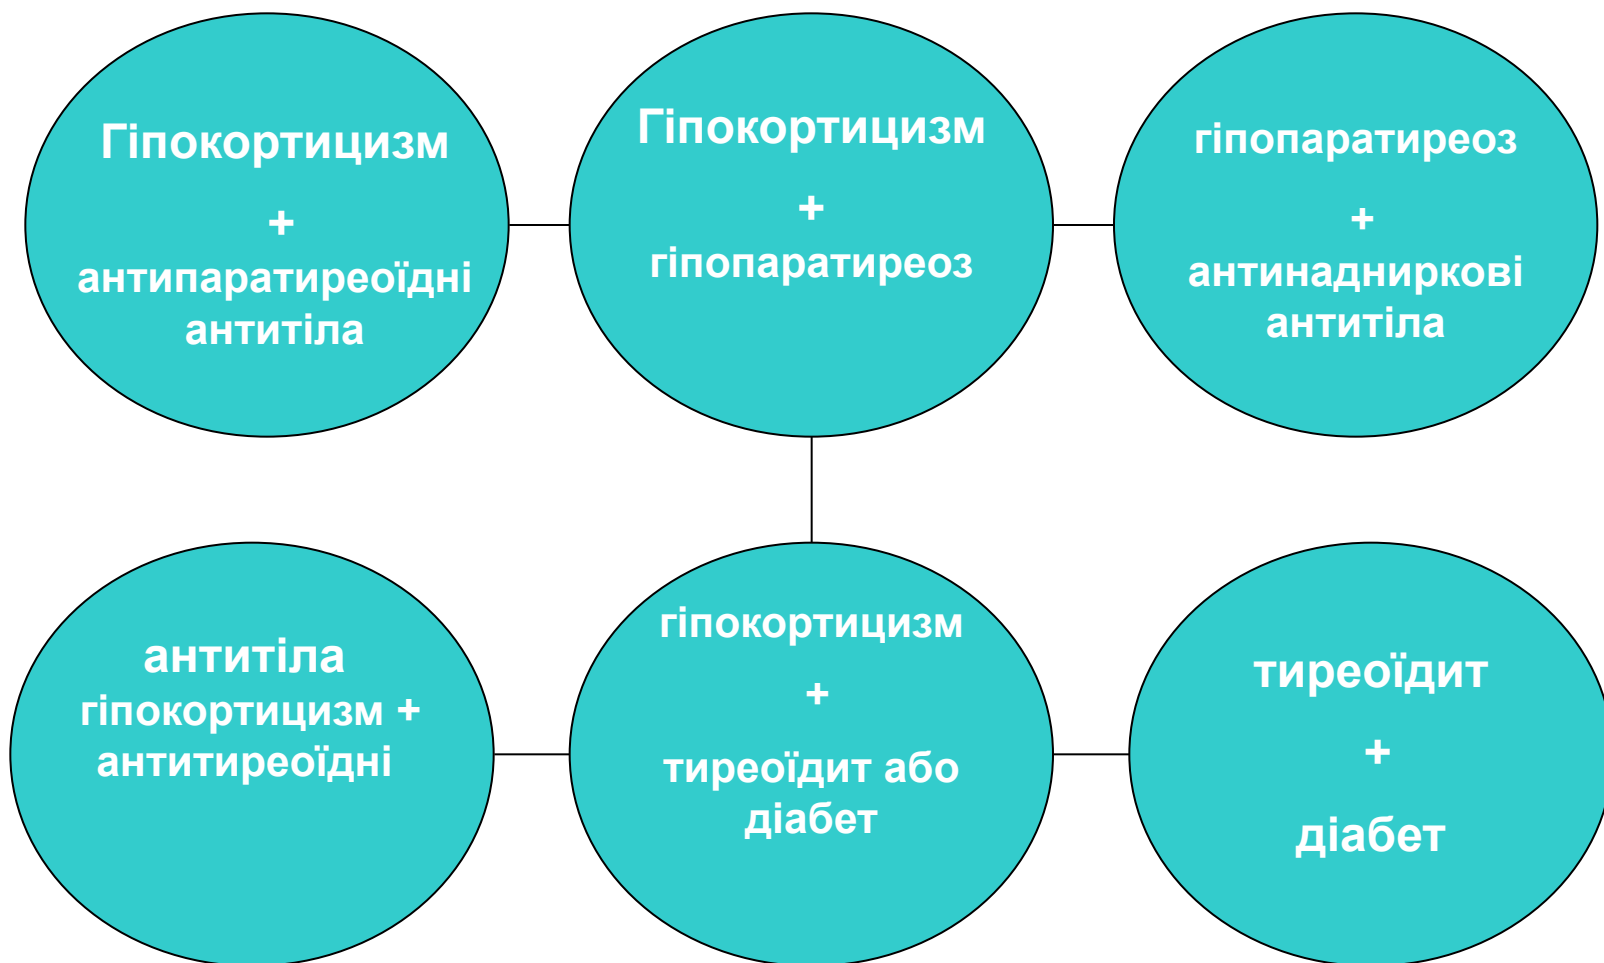 Гіпокортицизм
+
антипаратиреоїдні
антитіла
Гіпокортицизм
+
гіпопаратиреоз
гіпопаратиреоз
+
антинадниркові
антитіла
антитіла
гіпокортицизм +
антитиреоїдні
гіпокортицизм
+
тиреоїдит або
діабет
тиреоїдит
+
діабет